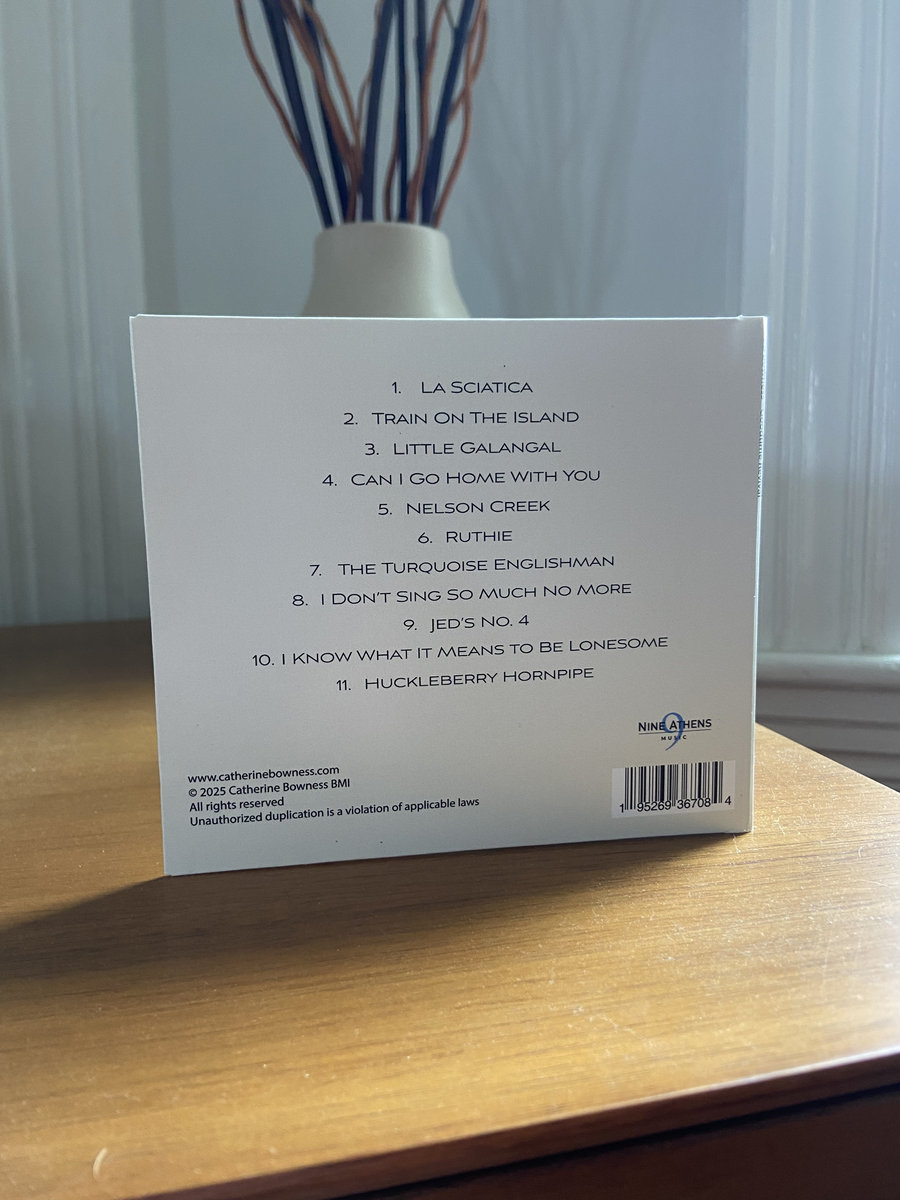 1. LA SCIATICA
2. TRAIN ON THE ISLAND
3. LITTLE GALANGAL
4. CAN I GO HOME WITH YOU
5. NELSON CREEK
6. RUTHIE
7. THE TURQUOISE ENGLISHMAN
8. I DON'T SING SO MUCH NO MORE
9. JED'S NO. 4
10. I KNOW WHAT IT MEANS TO BE LONESOME
11. HUCKLEBERRY HORNPIPE
NINE ATHENS
9
MUSIC
www.catherinebowness.com
© 2025 Catherine Bowness BMI
All rights reserved
Unauthorized duplication is a violation of applicable laws
1 95269 36708 4